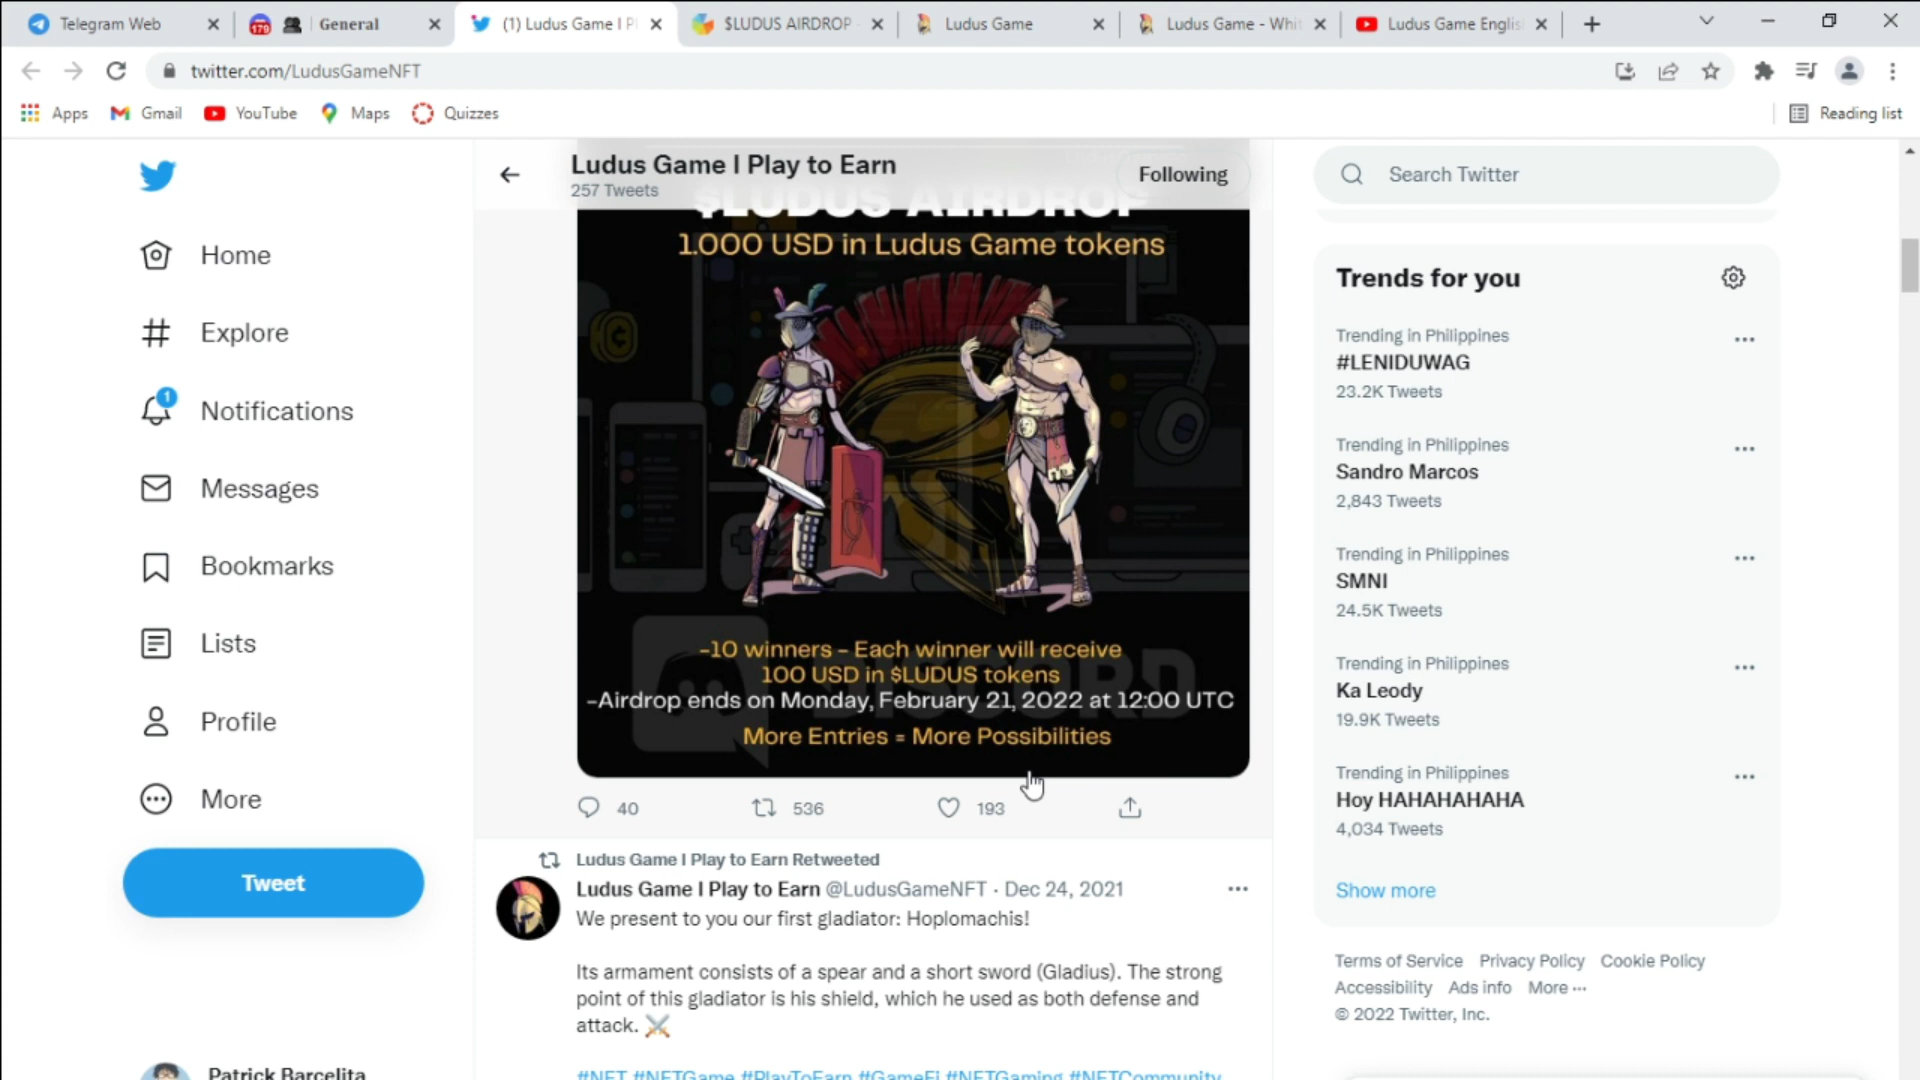 Telegram Web
179
General
(1) Ludus Game I Pl
$LUDUS AIRDROP -
Ludus Game
Ludus Game - Whit
Ludus Game Englis
twitter.com/LudusGameNFT
Apps
Gmail
YouTube
Maps
Quizzes
Reading list
Ludus Game I Play to Earn
257 Tweets
Following
Search Twitter
Home
Explore
1
Notifications
Messages
Bookmarks
Lists
Profile
More
Tweet
Patrick Barcelita
$LUDUS AIRDROP
1.000 USD in Ludus Game tokens
DISCORD
-10 winners - Each winner will receive
100 USD in $LUDUS tokens
-Airdrop ends on Monday, February 21, 2022 at 12:00 UTC
More Entries = More Possibilities
40
536
193
Ludus Game I Play to Earn Retweeted
Ludus Game I Play to Earn @LudusGameNFT · Dec 24, 2021
We present to you our first gladiator: Hoplomachis!
Its armament consists of a spear and a short sword (Gladius). The strong
point of this gladiator is his shield, which he used as both defense and
attack.
#NFT #NFTGame #PlayToEarn #GameFi #NFTGaming #NFTCommunity
Trends for you
Trending in Philippines
#LENIDUWAG
23.2K Tweets
Trending in Philippines
Sandro Marcos
2,843 Tweets
Trending in Philippines
SMNI
24.5K Tweets
Trending in Philippines
Ka Leody
19.9K Tweets
Trending in Philippines
Hoy HAHAHAHAHA
4,034 Tweets
Show more
Terms of Service Privacy Policy Cookie Policy
Accessibility Ads info More ···
© 2022 Twitter, Inc.